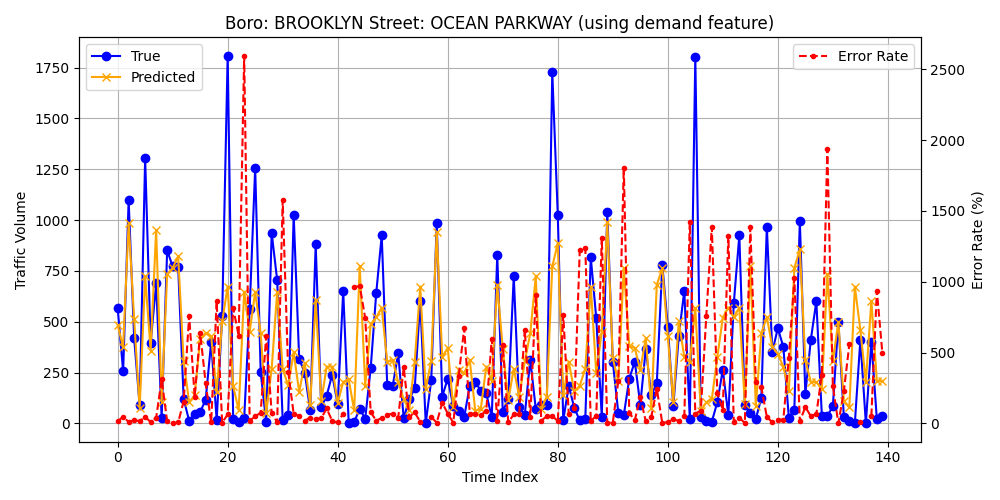 Boro: BROOKLYN Street: OCEAN PARKWAY (using demand feature)
True
Predicted
Error Rate
Traffic Volume
1750
1500
1250
1000
750
500
250
0
2500
2000
1500
1000
500
0
Error Rate (%)
0 20 40 60 80 100 120 140
Time Index